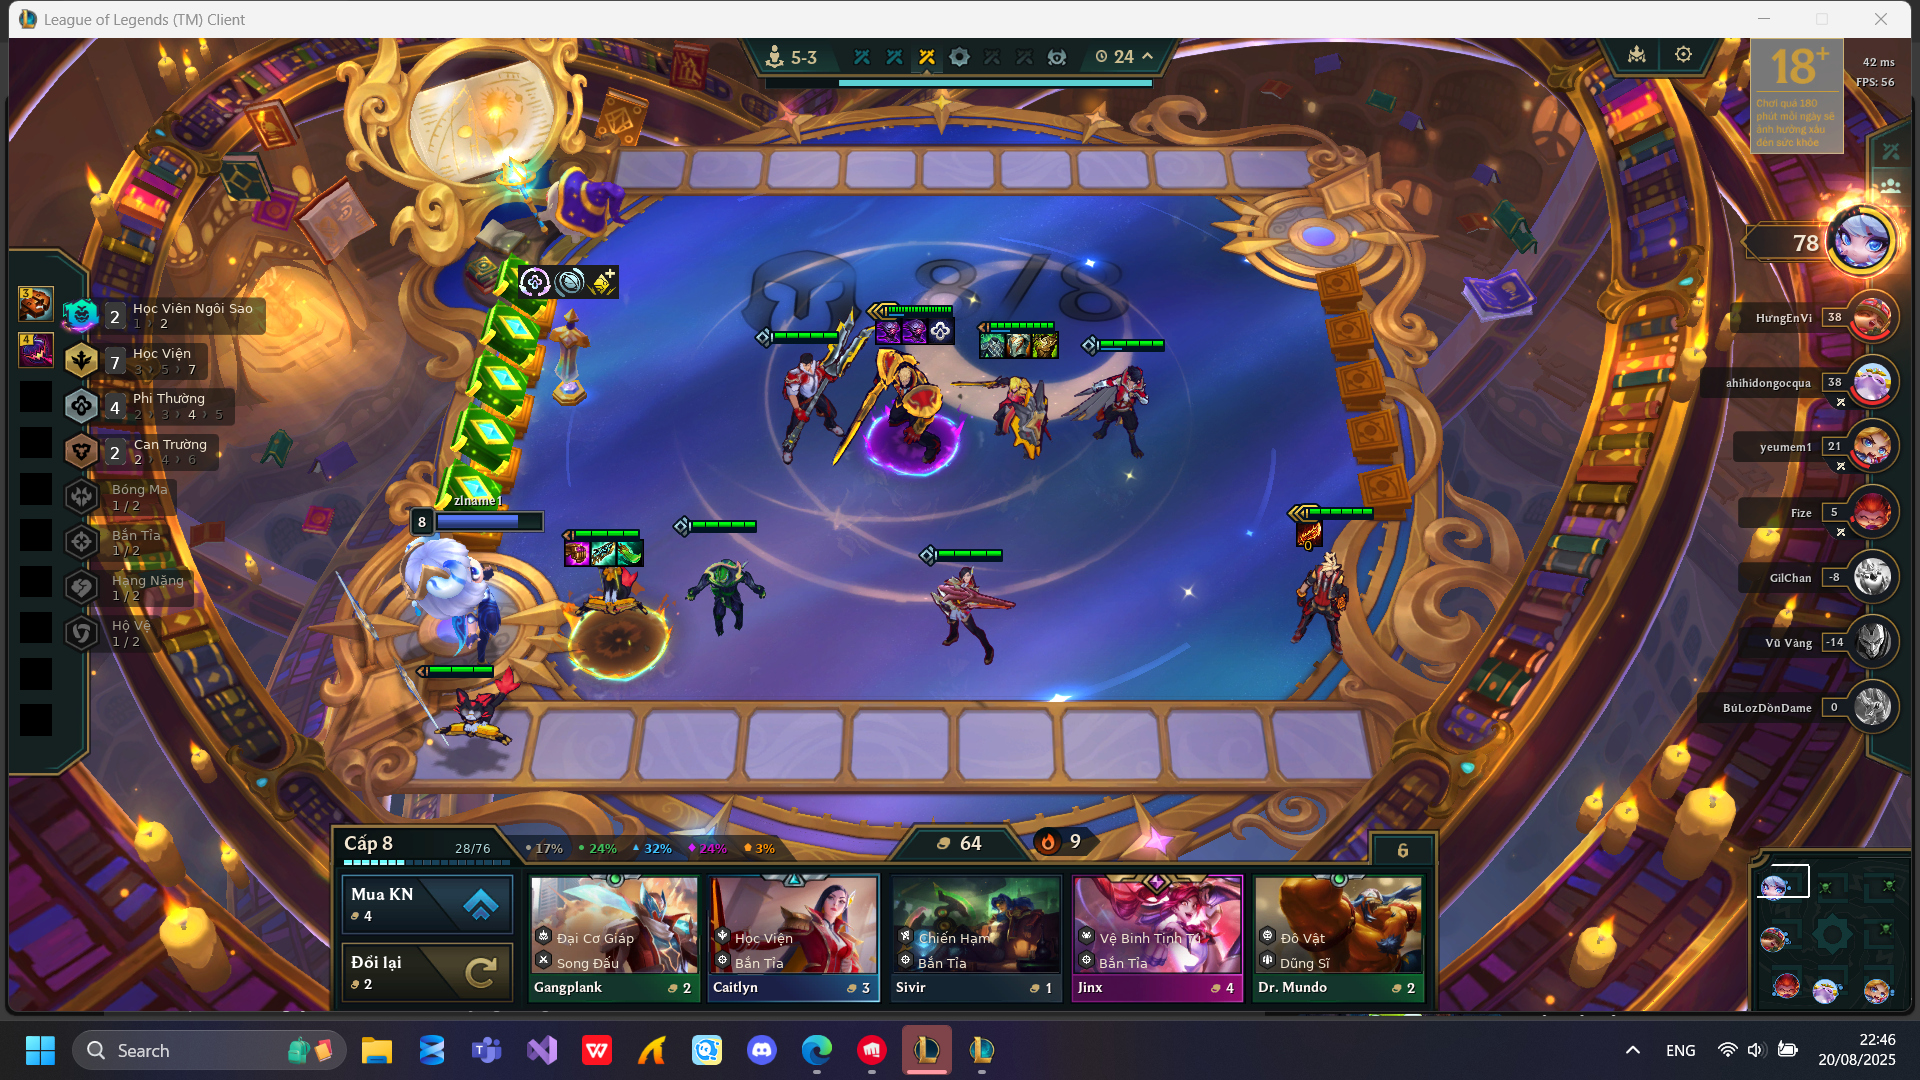 League of Legends (TM) Client
5-3
24
18+
Chơi quá 180
phút mỗi ngày sẽ
ảnh hưởng xấu
đến sức khỏe
42 ms
FPS: 56
8/8
3
2
Học Viên Ngôi Sao
1 › 2
4
7
Học Viện
3 › 5 › 7
4
Phi Thường
2 › 3 › 4 › 5
2
Can Trường
2 › 4 › 6
Bóng Ma
1 / 2
Bắn Tỉa
1 / 2
Hạng Nặng
1 / 2
Hộ Vệ
1 / 2
zlname1
8
0
78
HưngEnVi 38
ahihidongocqua 38
yeumem1 21
Fize 5
GilChan -8
Vũ Vàng -14
BúLozDồnDame 0
Cấp 8
28/76
17%
24%
32%
24%
3%
64
9
6
Mua KN
4
Đổi lại
2
Đại Cơ Giáp
Song Đấu
Gangplank 2
Học Viện
Bắn Tỉa
Caitlyn 3
Chiến Hạm
Bắn Tỉa
Sivir 1
Vệ Binh Tinh Tú
Bắn Tỉa
Jinx 4
Đô Vật
Dũng Sĩ
Dr. Mundo 2
Search
ENG
22:46
20/08/2025